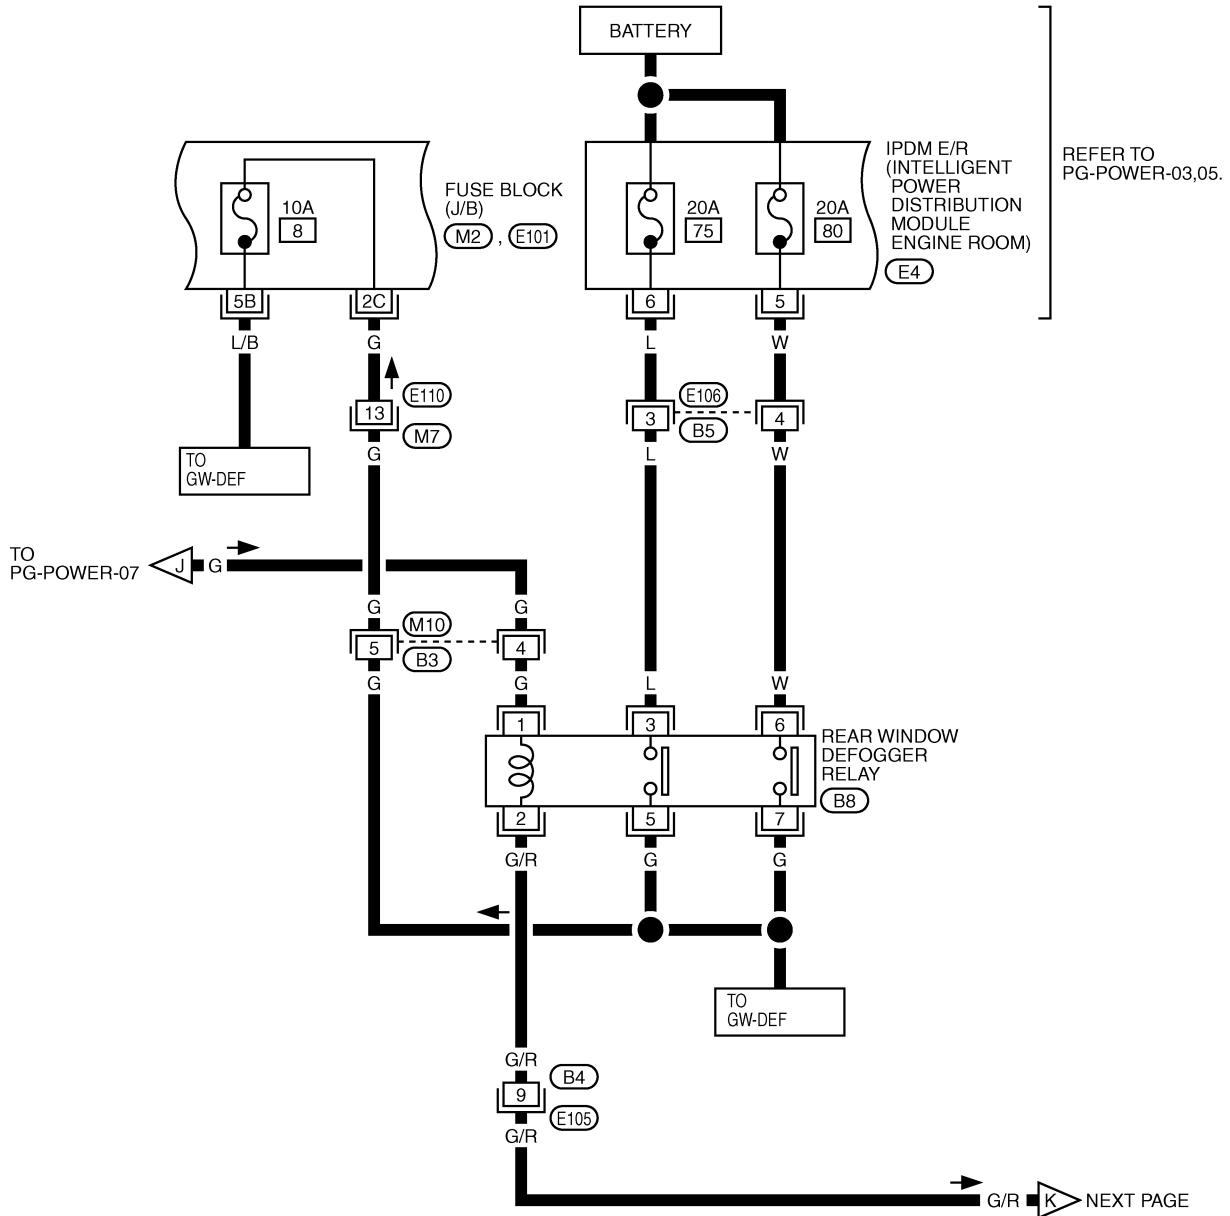 BATTERY
IPDM E/R
(INTELLIGENT
POWER
DISTRIBUTION
MODULE
ENGINE ROOM)
E4
REFER TO
PG-POWER-03,05.
FUSE BLOCK
(J/B)
M2 , E101
10A
8
20A
75
20A
80
5B
2C
6
5
L/B
G
L
W
E110
13
M7
E106
3
4
B5
G
L
W
TO
GW-DEF
TO
PG-POWER-07
J
G
G
G
M10
5
4
B3
G
G
L
W
1
3
6
REAR WINDOW
DEFOGGER
RELAY
B8
2
5
7
G/R
G
G
TO
GW-DEF
G/R
B4
9
E105
G/R
G/R
K
NEXT PAGE